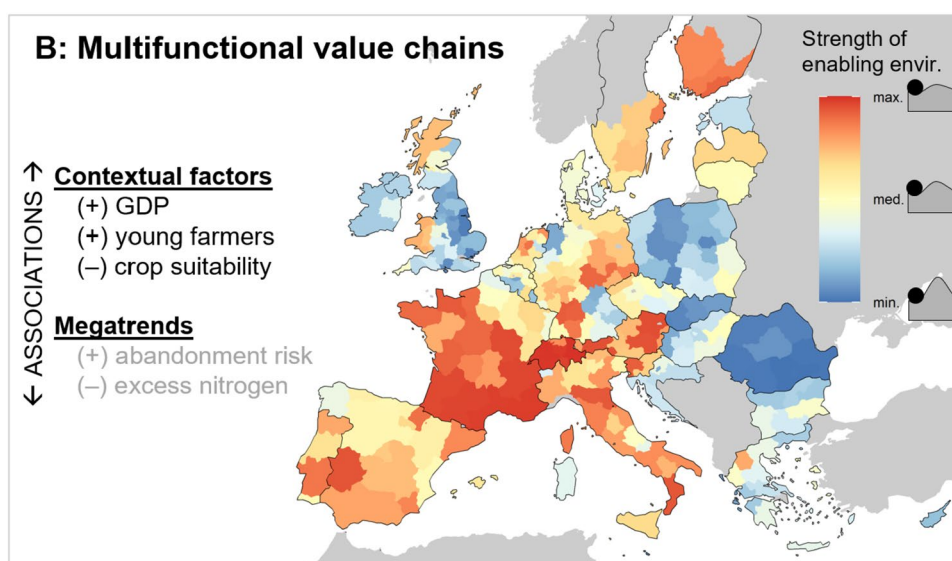 B: Multifunctional value chains
Strength of
enabling envir.
max.
med.
min.
← ASSOCIATIONS →
Contextual factors
(+) GDP
(+) young farmers
(–) crop suitability
Megatrends
(+) abandonment risk
(–) excess nitrogen